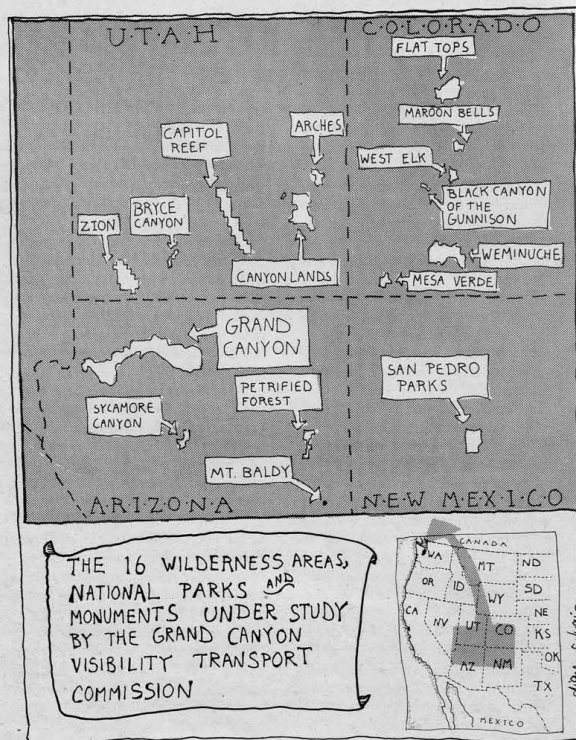 UTAH
COLORADO
FLAT TOPS
MAROON BELLS
ARCHES
CAPITOL
REEF
WEST ELK
BLACK CANYON
OF THE
GUNNISON
BRYCE
CANYON
ZION
WEMINUCHE
CANYON LANDS
MESA VERDE
GRAND
CANYON
SAN PEDRO
PARKS
PETRIFIED
FOREST
SYCAMORE
CANYON
MT. BALDY
ARIZONA
NEW MEXICO
THE 16 WILDERNESS AREAS,
NATIONAL PARKS AND
MONUMENTS UNDER STUDY
BY THE GRAND CANYON
VISIBILITY TRANSPORT
COMMISSION
CANADA
WA
MT
ND
OR
ID
SD
WY
NE
CA
NV
UT
CO
KS
OK
AZ
NM
TX
MEXICO